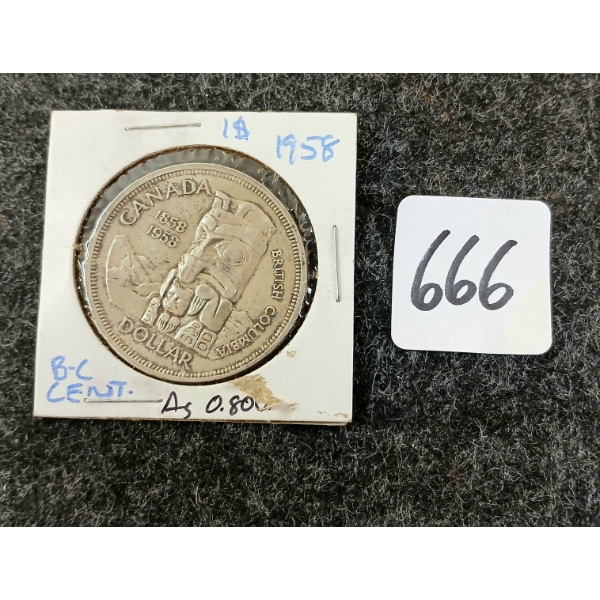 1$ 1958
CANADA
1858
1958
BRITISH COLUMBIA
DOLLAR
B-C
CENT.
Ag 0.800
666